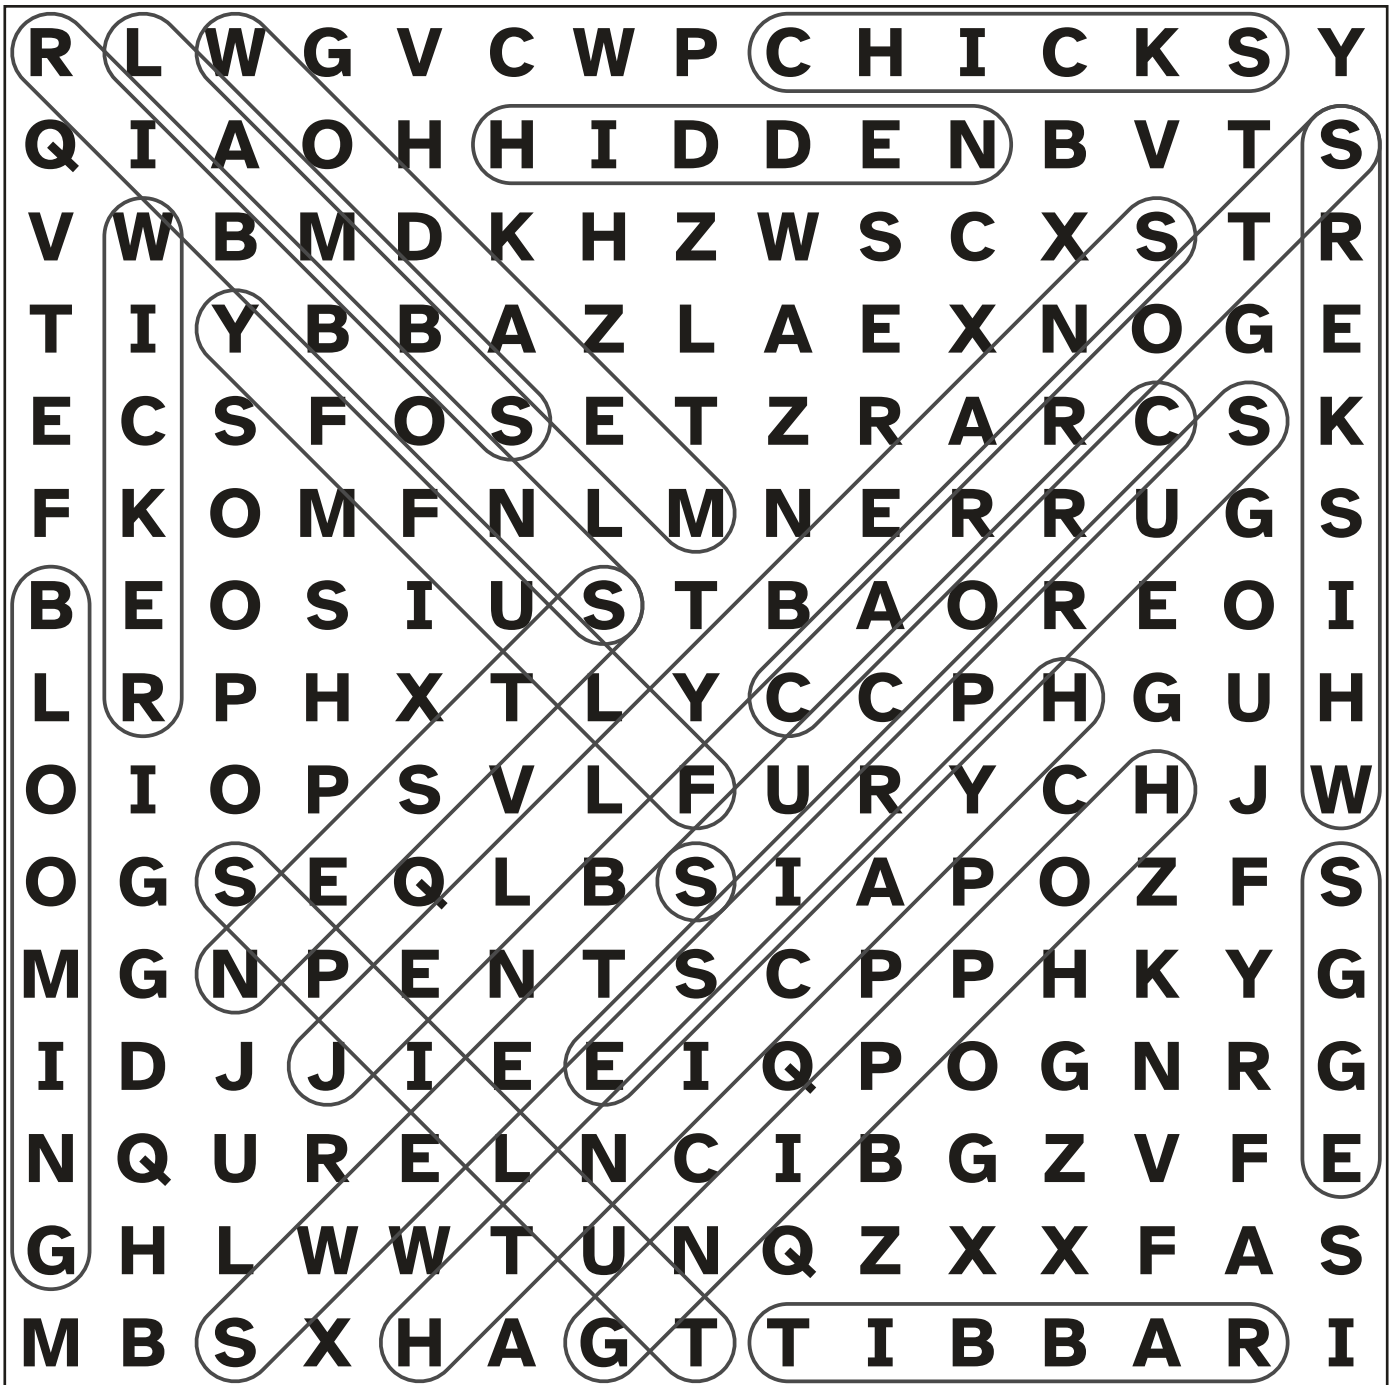 R L W G V C W P C H I C K S Y
Q I A O H H I D D E N B V T S
V W B M D K H Z W S C X S T R
T I Y B B A Z L A E X N O G E
E C S F O S E T Z R A R C S K
F K O M F N L M N E R R U G S
B E O S I U S T B A O R E O I
L R P H X T L Y C C P H G U H
O I O P S V L F U R Y C H J W
O G S E Q L B S I A P O Z F S
M G N P E N T S C P P H K Y G
I D J J I E E I Q P O G N R G
N Q U R E L N C I B G Z V F E
G H L W W T U N Q Z X X F A S
M B S X H A G T T I B B A R I